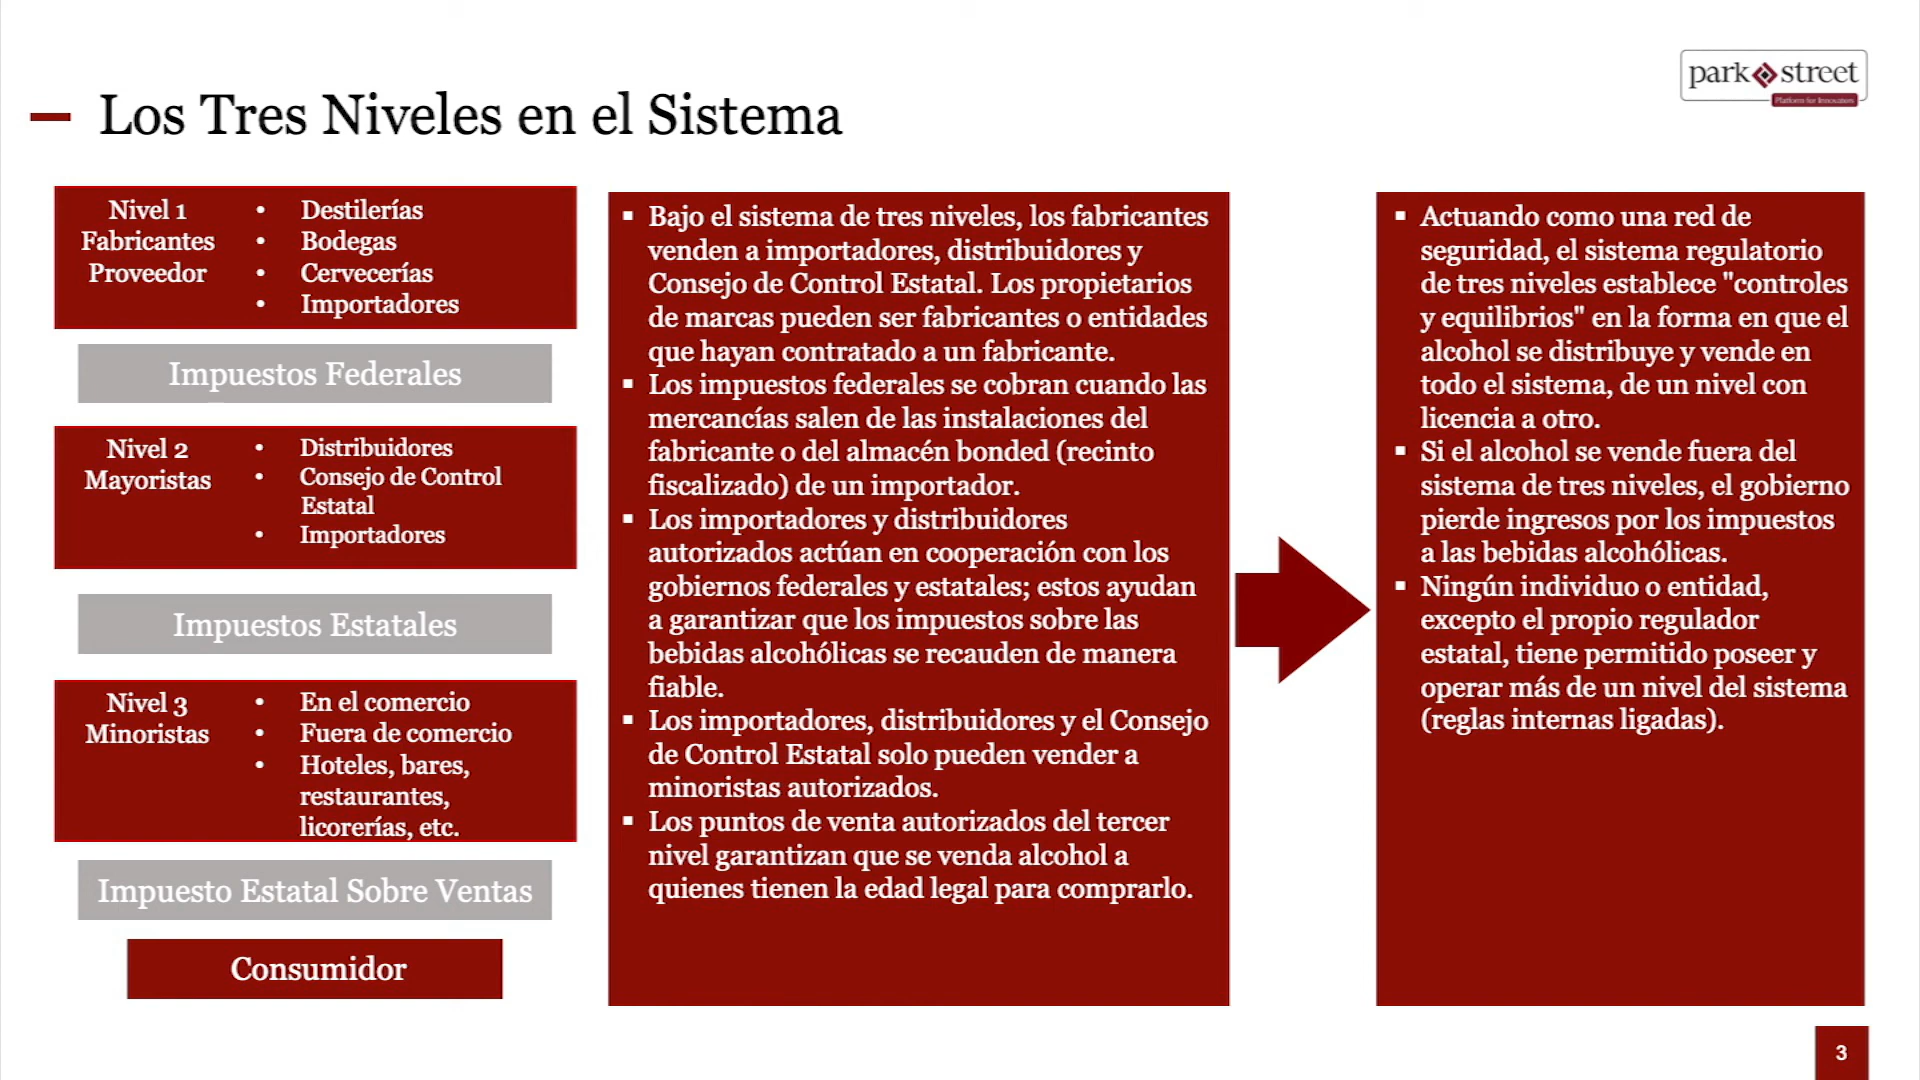 park street
Platform for Innovation
Los Tres Niveles en el Sistema
Nivel 1
Fabricantes
Proveedor
• Destilerías
• Bodegas
• Cervecerías
• Importadores
Impuestos Federales
Nivel 2
Mayoristas
• Distribuidores
• Consejo de Control
Estatal
• Importadores
Impuestos Estatales
Nivel 3
Minoristas
• En el comercio
• Fuera de comercio
• Hoteles, bares,
restaurantes,
licorerías, etc.
Impuesto Estatal Sobre Ventas
Consumidor
▪ Bajo el sistema de tres niveles, los fabricantes
venden a importadores, distribuidores y
Consejo de Control Estatal. Los propietarios
de marcas pueden ser fabricantes o entidades
que hayan contratado a un fabricante.
▪ Los impuestos federales se cobran cuando las
mercancías salen de las instalaciones del
fabricante o del almacén bonded (recinto
fiscalizado) de un importador.
▪ Los importadores y distribuidores
autorizados actúan en cooperación con los
gobiernos federales y estatales; estos ayudan
a garantizar que los impuestos sobre las
bebidas alcohólicas se recauden de manera
fiable.
▪ Los importadores, distribuidores y el Consejo
de Control Estatal solo pueden vender a
minoristas autorizados.
▪ Los puntos de venta autorizados del tercer
nivel garantizan que se venda alcohol a
quienes tienen la edad legal para comprarlo.
▪ Actuando como una red de
seguridad, el sistema regulatorio
de tres niveles establece "controles
y equilibrios" en la forma en que el
alcohol se distribuye y vende en
todo el sistema, de un nivel con
licencia a otro.
▪ Si el alcohol se vende fuera del
sistema de tres niveles, el gobierno
pierde ingresos por los impuestos
a las bebidas alcohólicas.
▪ Ningún individuo o entidad,
excepto el propio regulador
estatal, tiene permitido poseer y
operar más de un nivel del sistema
(reglas internas ligadas).
3